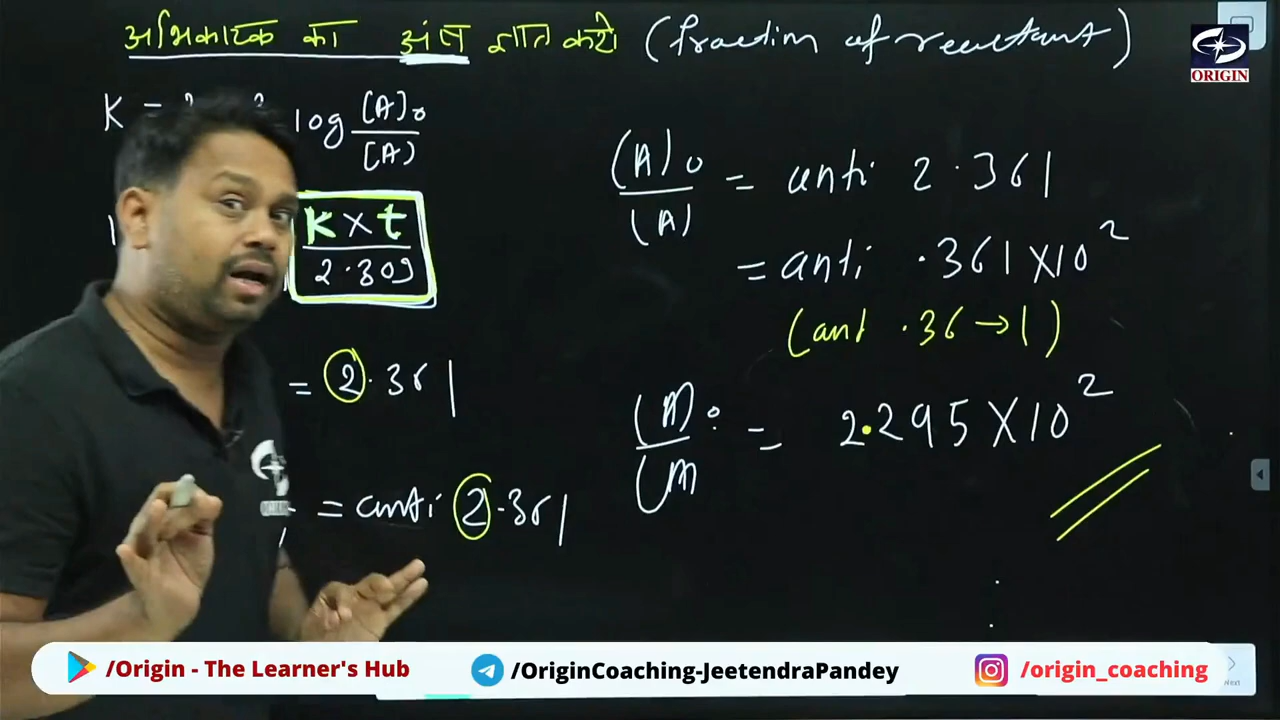 अभिकारक का अंश ज्ञात करो (fraction of reactant)
ORIGIN
K = log (A)₀ / (A)
K × t / 2.303
= 2.361
= anti 2.361
(A)₀ / (A) = anti 2.361
= anti .361 × 10²
(ant .36 → 1)
(A)₀ / (A = 2.295 × 10²
/Origin - The Learner's Hub
/OriginCoaching-JeetendraPandey
/origin_coaching
Next